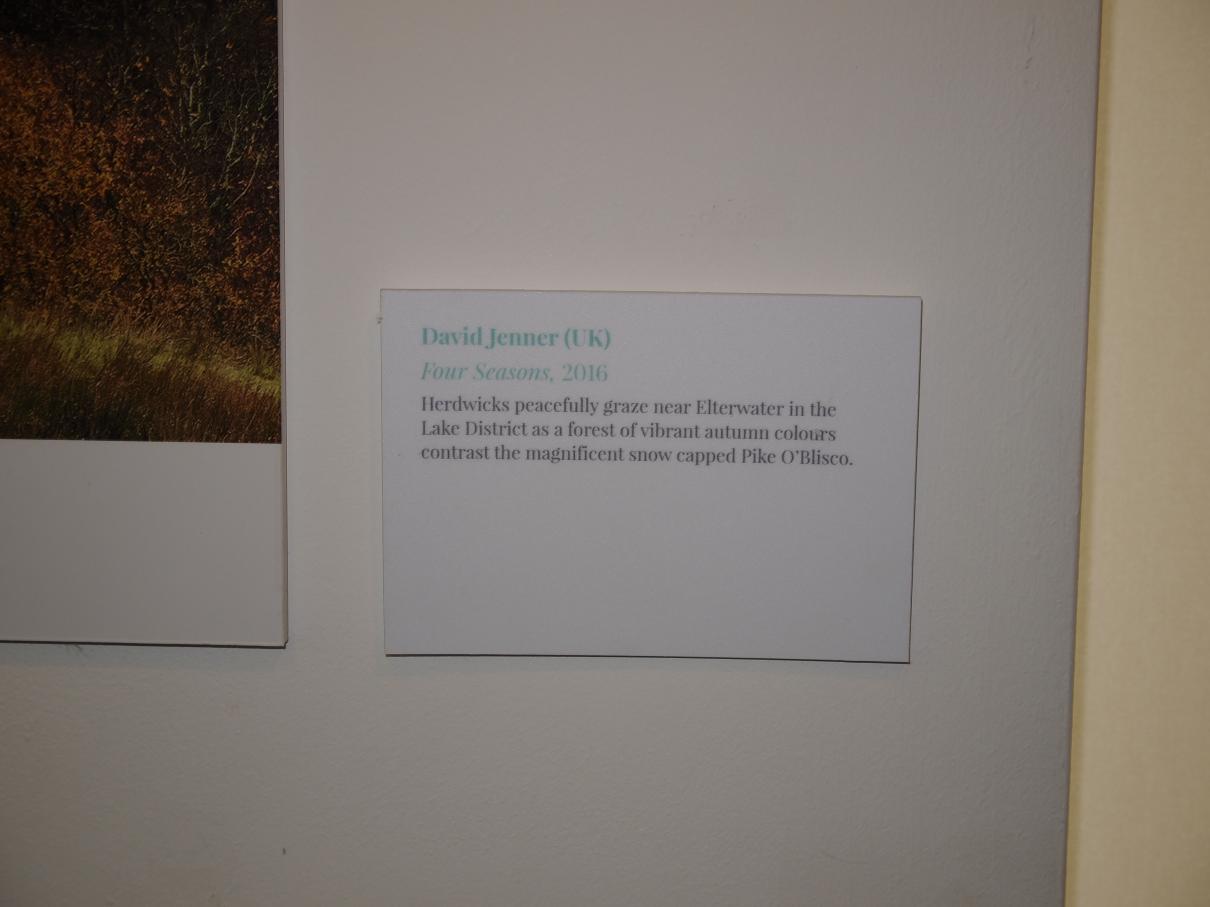 David Jenner (UK)
Four Seasons, 2016
Herdwicks peacefully graze near Elterwater in the
Lake District as a forest of vibrant autumn colours
contrast the magnificent snow capped Pike O'Blisco.